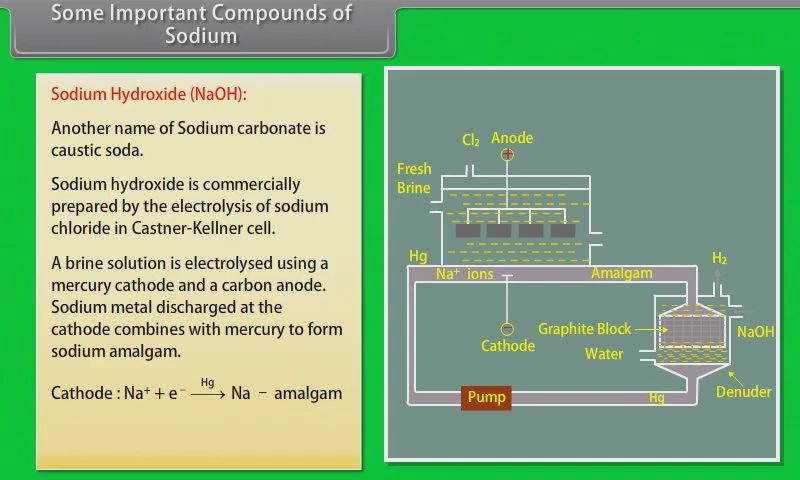 Some Important Compounds of
Sodium
Sodium Hydroxide (NaOH):
Another name of Sodium carbonate is
caustic soda.
Sodium hydroxide is commercially
prepared by the electrolysis of sodium
chloride in Castner-Kellner cell.
A brine solution is electrolysed using a
mercury cathode and a carbon anode.
Sodium metal discharged at the
cathode combines with mercury to form
sodium amalgam.
Cathode : Na⁺ + e⁻ —Hg→ Na – amalgam
Cl₂ Anode
+
Fresh
Brine
Hg
Na⁺ ions
Amalgam
H₂
Graphite Block
NaOH
–
Cathode
Water
Denuder
Pump
Hg